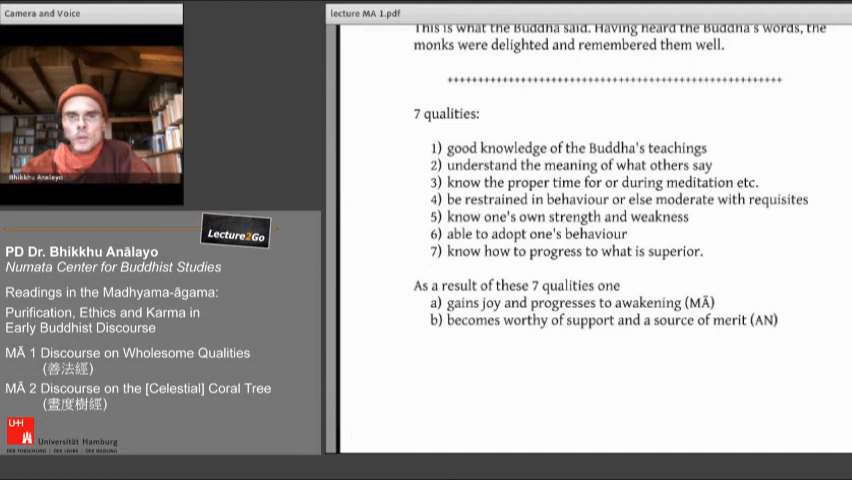 Camera and Voice
Bhikkhu Analayo
Lecture2Go
PD Dr. Bhikkhu Anālayo
Numata Center for Buddhist Studies
Readings in the Madhyama-āgama:
Purification, Ethics and Karma in
Early Buddhist Discourse
MĀ 1 Discourse on Wholesome Qualities
(善法經)
MĀ 2 Discourse on the [Celestial] Coral Tree
(晝度樹經)
UH
Universität Hamburg
DER FORSCHUNG | DER LEHRE | DER BILDUNG
lecture MA 1.pdf
This is what the Buddha said. Having heard the Buddha's words, the
monks were delighted and remembered them well.
+++++++++++++++++++++++++++++++++++++++++++++++++++++++
7 qualities:
1) good knowledge of the Buddha's teachings
2) understand the meaning of what others say
3) know the proper time for or during meditation etc.
4) be restrained in behaviour or else moderate with requisites
5) know one's own strength and weakness
6) able to adopt one's behaviour
7) know how to progress to what is superior.
As a result of these 7 qualities one
a) gains joy and progresses to awakening (MĀ)
b) becomes worthy of support and a source of merit (AN)